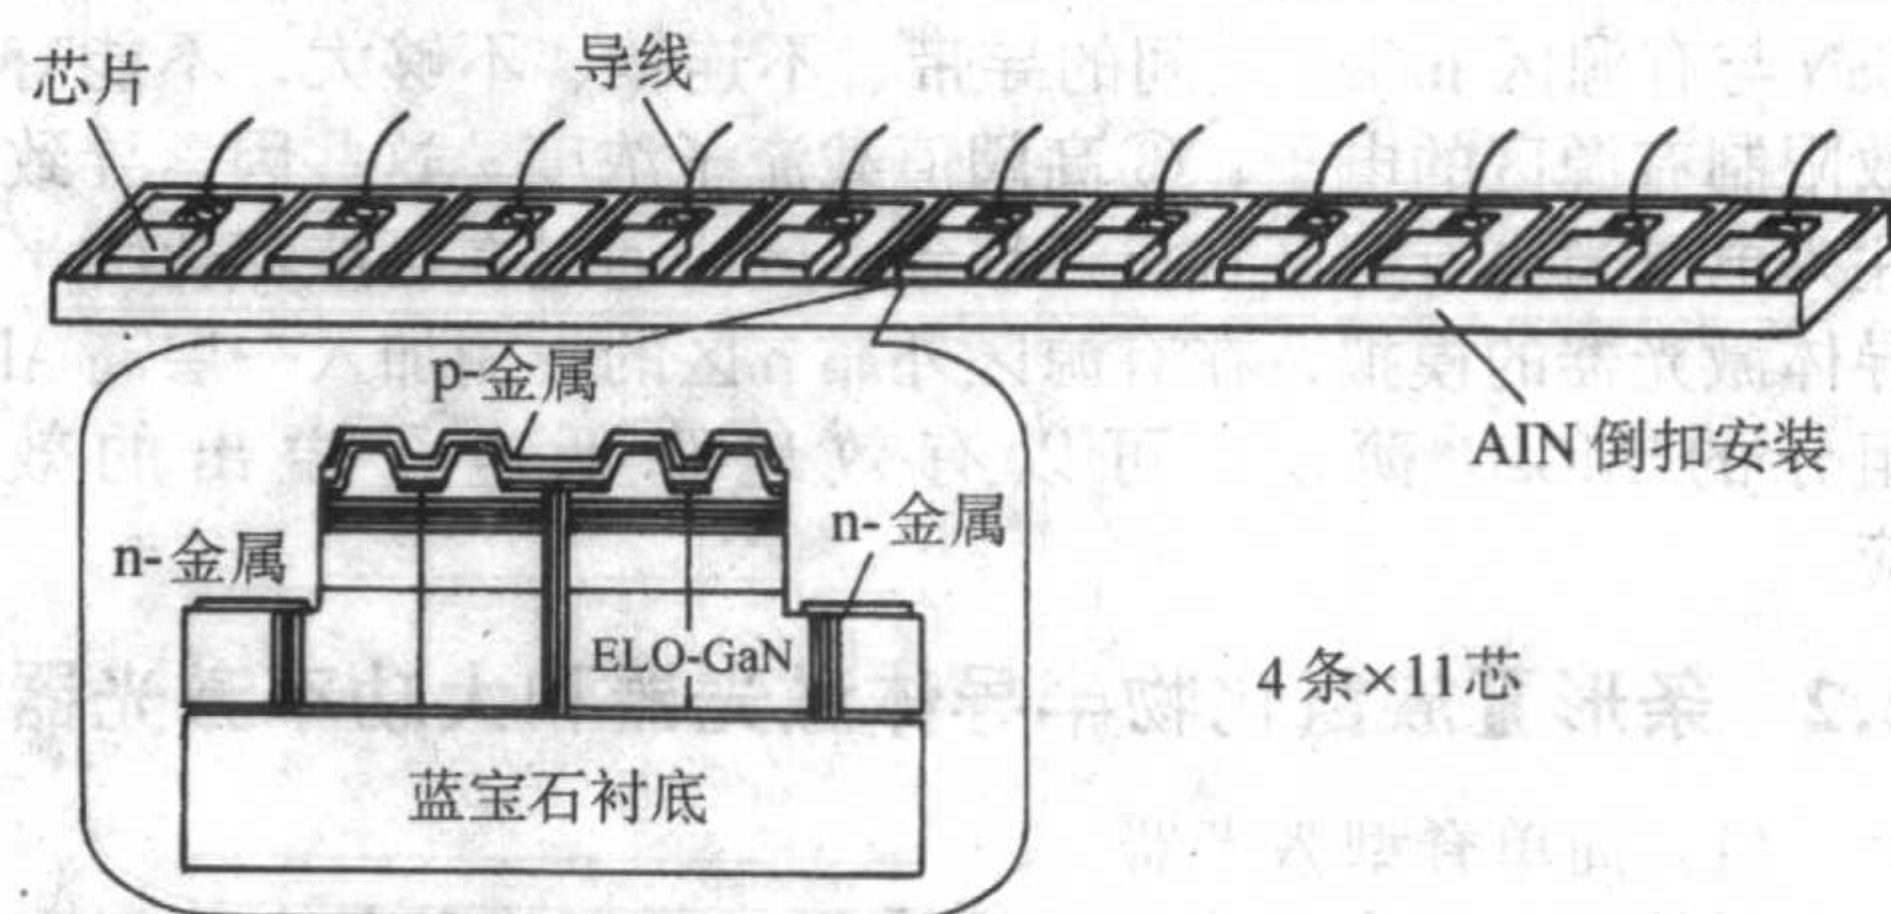 芯片
导线
p-金属
AIN 倒扣安装
n-金属
n-金属
ELO-GaN
4条×11芯
蓝宝石衬底